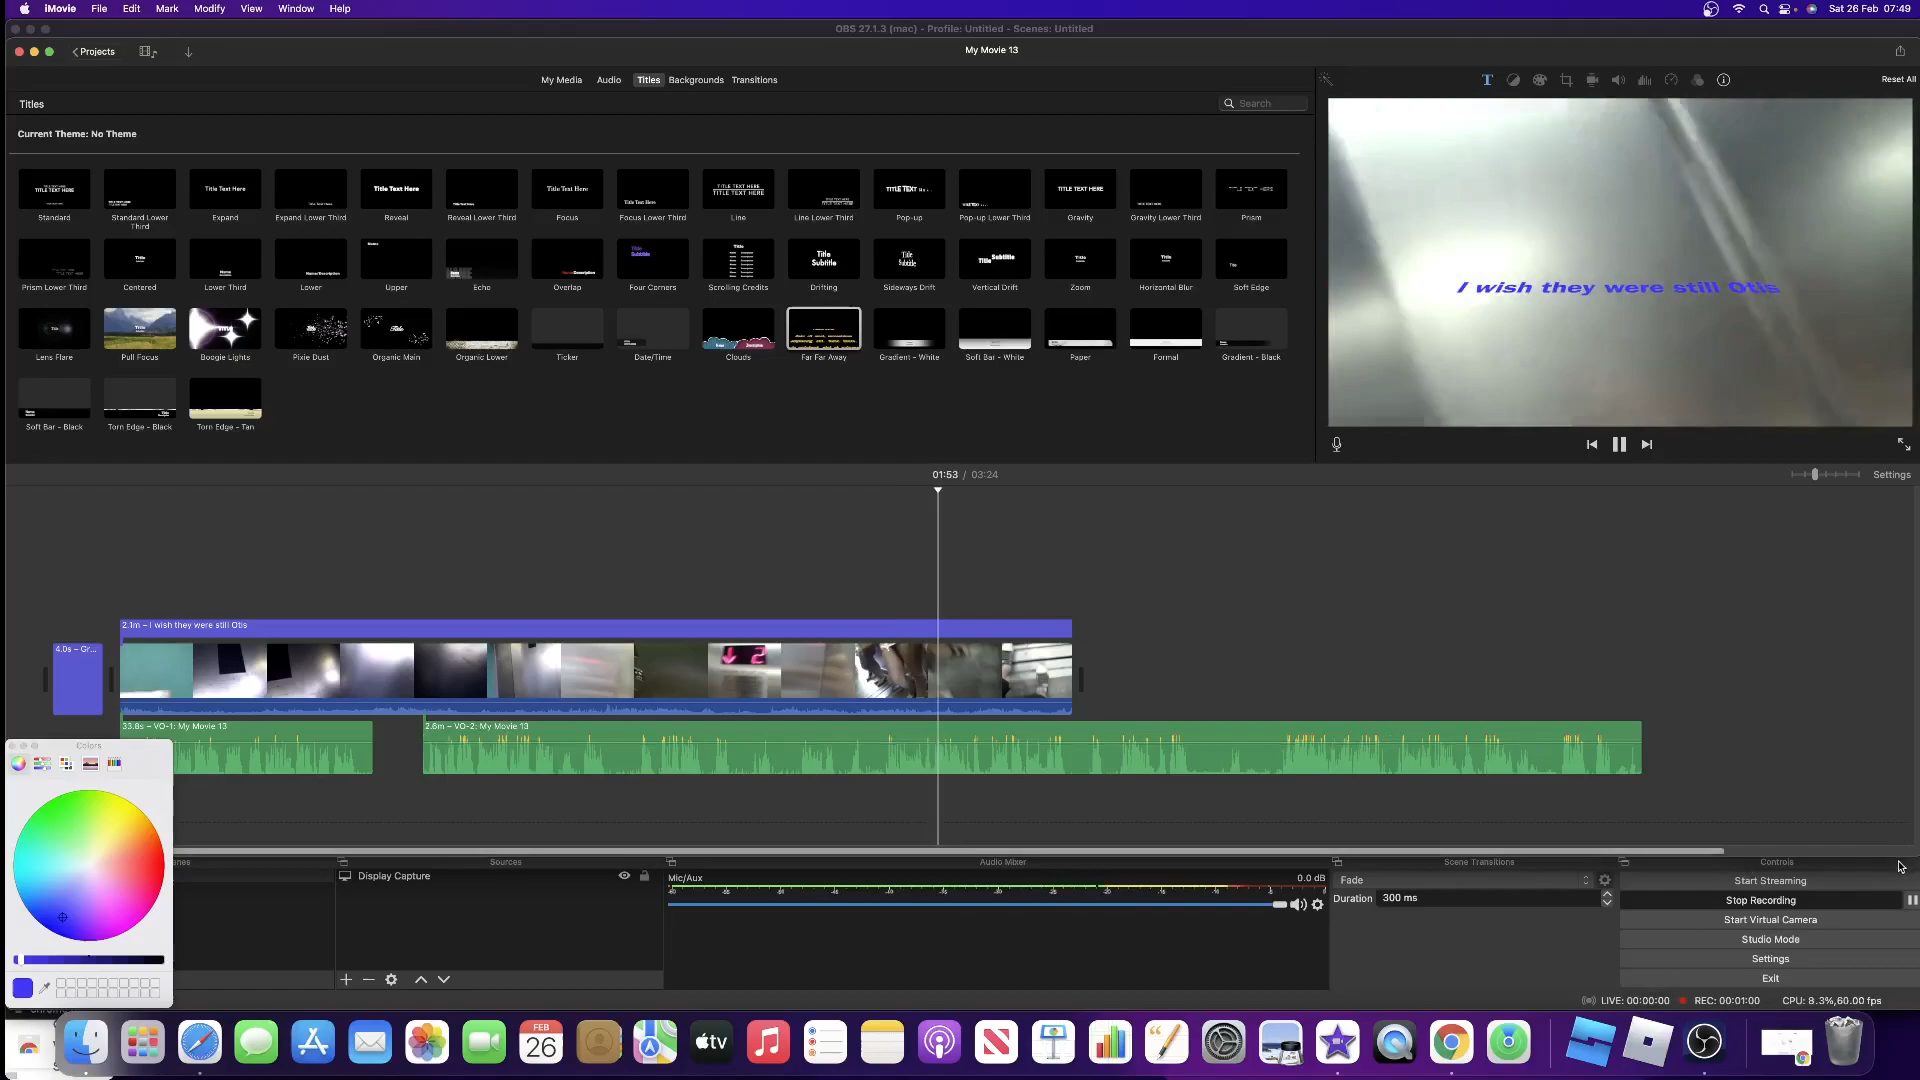 iMovie File Edit Mark Modify View Window Help
Sat 26 Feb 07:49
OBS 27.1.3 (mac) - Profile: Untitled - Scenes: Untitled
Projects
My Movie 13
My Media Audio Titles Backgrounds Transitions
Reset All
Titles
Search
Current Theme: No Theme
Standard
Standard Lower Third
Expand
Expand Lower Third
Reveal
Reveal Lower Third
Focus
Focus Lower Third
Line
Line Lower Third
Pop-up
Pop-up Lower Third
Gravity
Gravity Lower Third
Prism
Prism Lower Third
Centered
Lower Third
Lower
Upper
Echo
Overlap
Four Corners
Scrolling Credits
Drifting
Sideways Drift
Vertical Drift
Zoom
Horizontal Blur
Soft Edge
Lens Flare
Pull Focus
Boogie Lights
Pixie Dust
Organic Main
Organic Lower
Ticker
Date/Time
Clouds
Far Far Away
Gradient - White
Soft Bar - White
Paper
Formal
Gradient - Black
Soft Bar - Black
Torn Edge - Black
Torn Edge - Tan
I wish they were still Otis
01:53 / 03:24
Settings
2.1m – I wish they were still Otis
4.0s – Gr...
33.8s – VO-1: My Movie 13
2.6m – VO-2: My Movie 13
Colors
Sources
Audio Mixer
Scene Transitions
Controls
Display Capture
Mic/Aux
0.0 dB
Fade
Duration 300 ms
Start Streaming
Stop Recording
Start Virtual Camera
Studio Mode
Settings
Exit
LIVE: 00:00:00 REC: 00:01:00 CPU: 8.3%,60.00 fps
FEB
26
tv